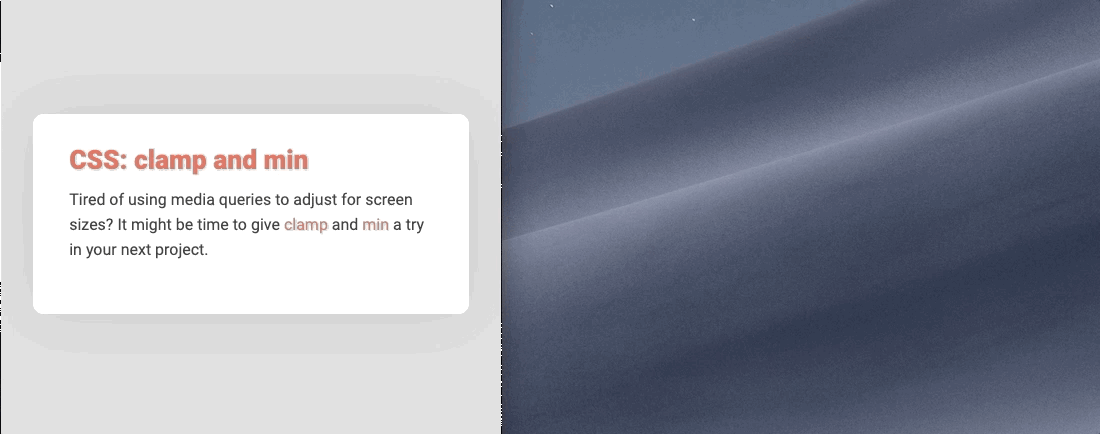 CSS: clamp and min
Tired of using media queries to adjust for screen
sizes? It might be time to give clamp and min a try
in your next project.